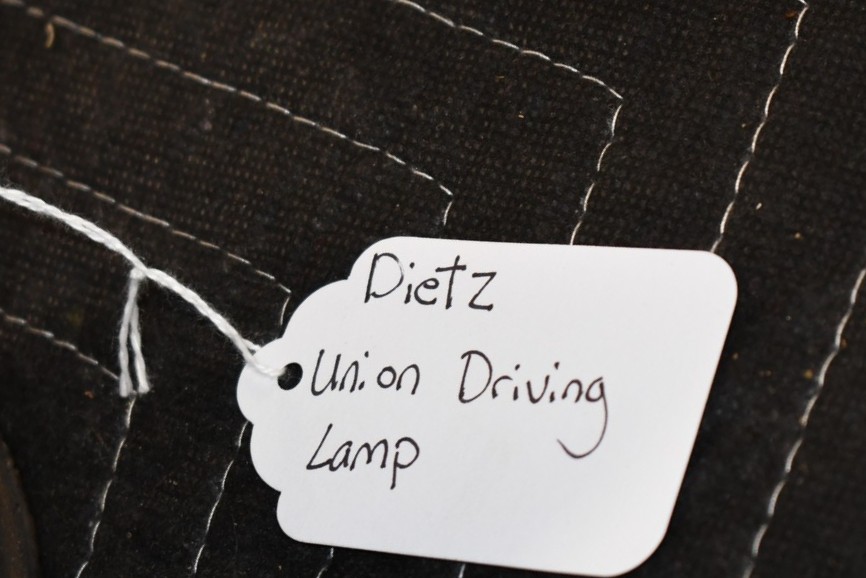 Dietz
Union Driving
Lamp